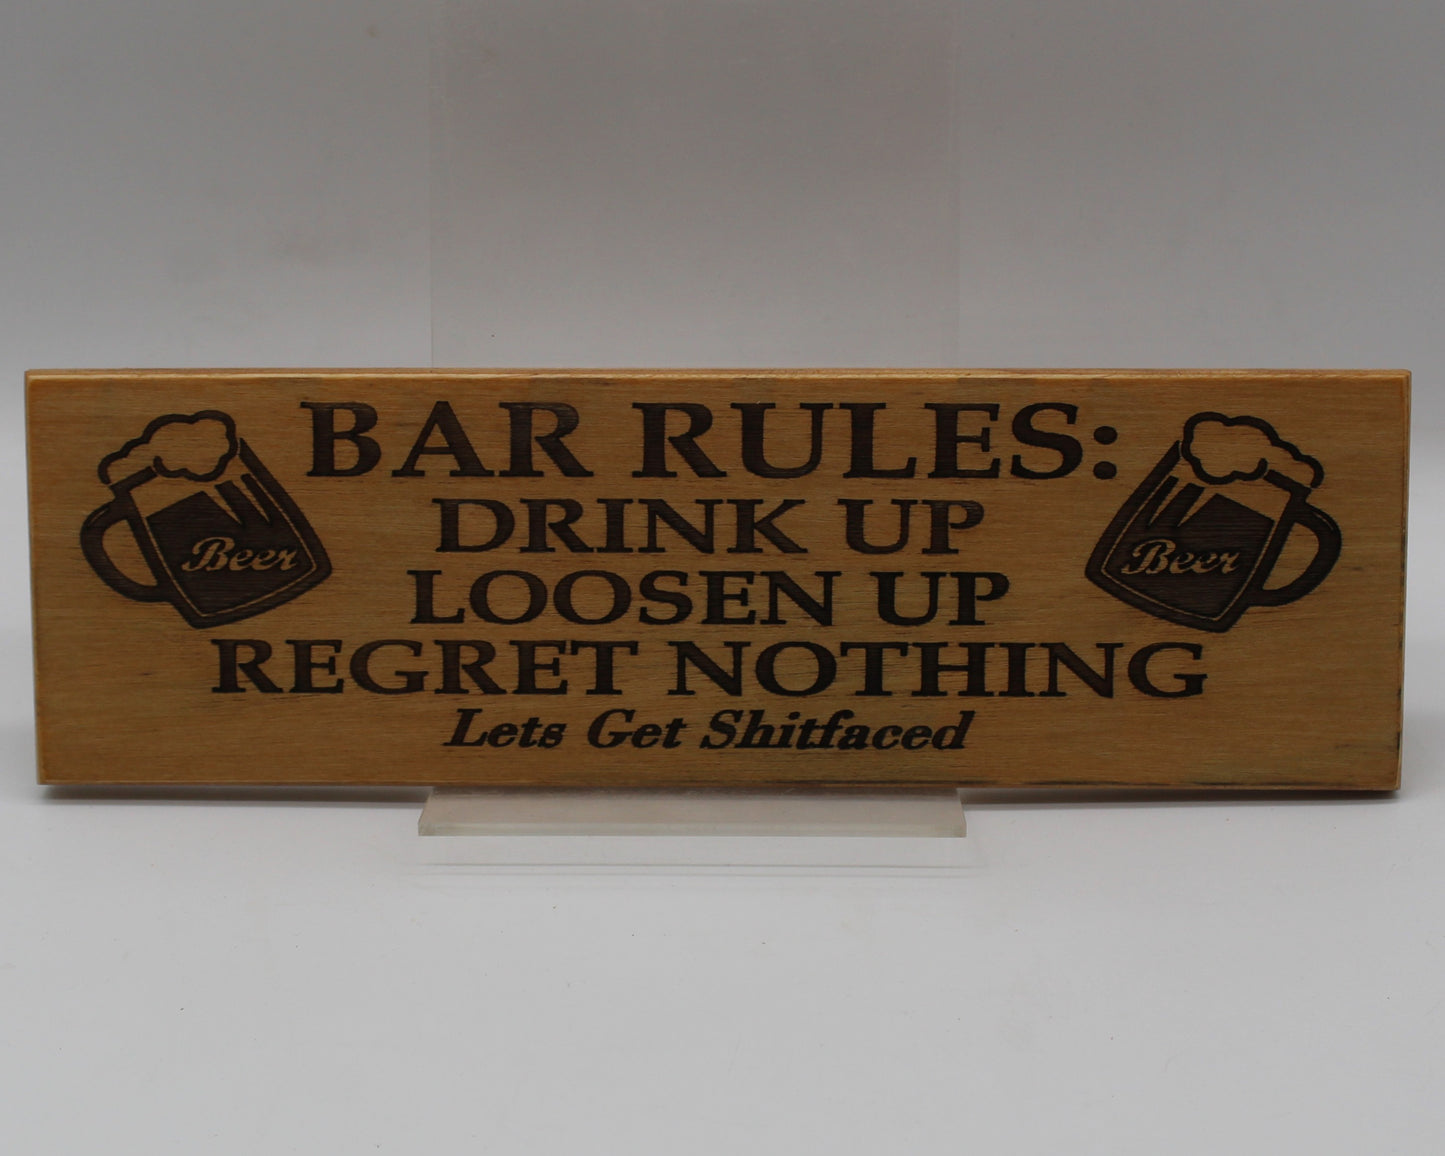 BAR RULES:
DRINK UP
Beer
Beer
LOOSEN UP
REGRET NOTHING
Lets Get Shitfaced